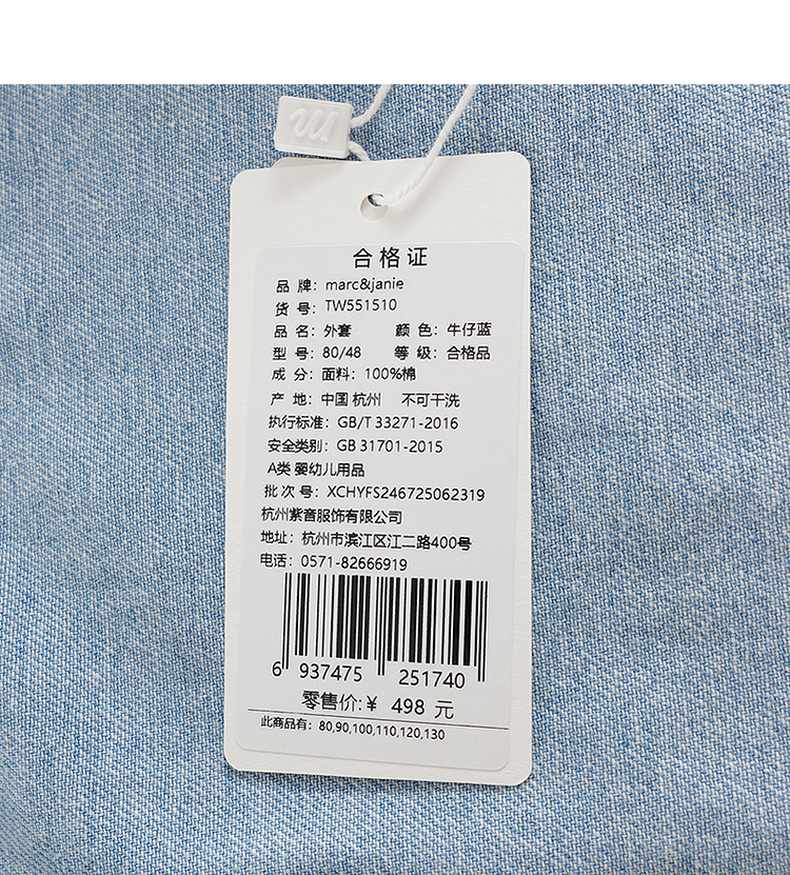 合格证
品 牌：marc&janie
货 号：TW551510
品 名：外套 颜 色：牛仔蓝
型 号：80/48 等 级：合格品
成 分：面料：100%棉
产 地：中国 杭州 不可干洗
执行标准：GB/T 33271-2016
安全类别：GB 31701-2015
A类 婴幼儿用品
批 次 号：XCHYFS246725062319
杭州紫音服饰有限公司
地址：杭州市滨江区江二路400号
电话：0571-82666919
6 937475 251740
零售价:¥ 498 元
此商品有：80,90,100,110,120,130